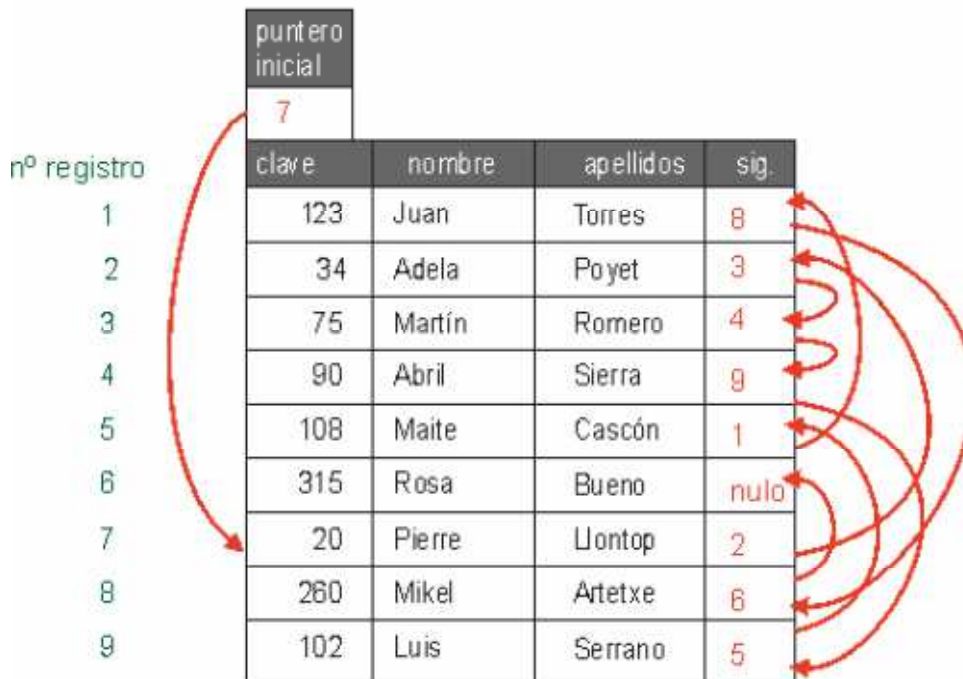 puntero
inicial
7
nº registro
clave nombre apellidos sig.
1 123 Juan Torres 8
2 34 Adela Poyet 3
3 75 Martín Romero 4
4 90 Abril Sierra 9
5 108 Maite Cascón 1
6 315 Rosa Bueno nulo
7 20 Pierre Llontop 2
8 260 Mikel Artetxe 6
9 102 Luis Serrano 5